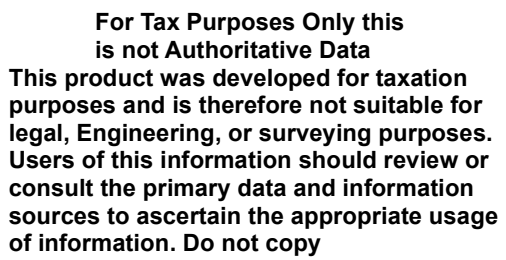 For Tax Purposes Only this
is not Authoritative Data
This product was developed for taxation
purposes and is therefore not suitable for
legal, Engineering, or surveying purposes.
Users of this information should review or
consult the primary data and information
sources to ascertain the appropriate usage
of information. Do not copy